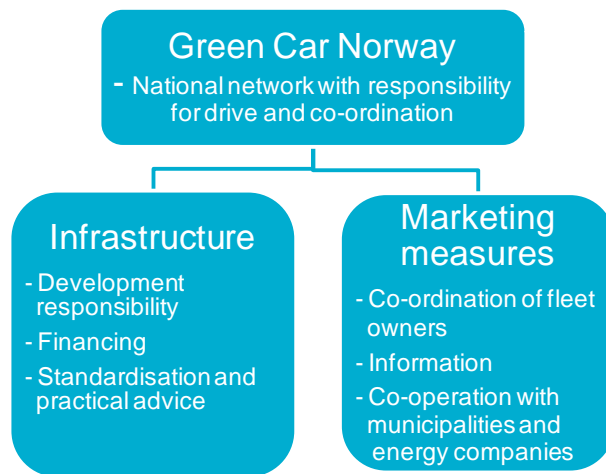 Green Car Norway
- National network with responsibility
for drive and co-ordination
Infrastructure
- Development
responsibility
- Financing
- Standardisation and
practical advice
Marketing
measures
- Co-ordination of fleet
owners
- Information
- Co-operation with
municipalities and
energy companies